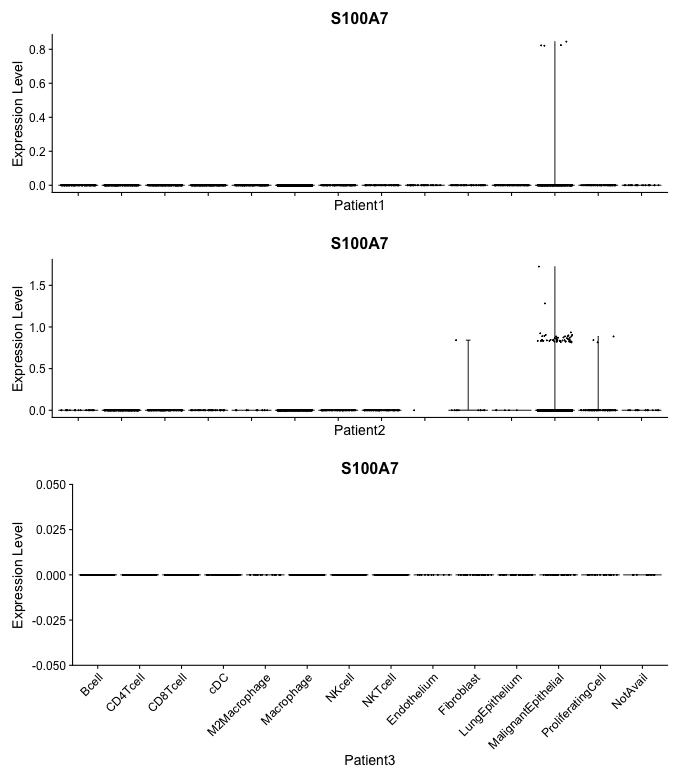 S100A7
Expression Level
0.8
0.6
0.4
0.2
0.0
Patient1
S100A7
Expression Level
1.5
1.0
0.5
0.0
Patient2
S100A7
Expression Level
0.050
0.025
0.000
-0.025
-0.050
Bcell
CD4Tcell
CD8Tcell
cDC
M2Macrophage
Macrophage
NKcell
NKTcell
Endothelium
Fibroblast
LungEpithelium
MalignantEpithelial
ProliferatingCell
NotAvail
Patient3